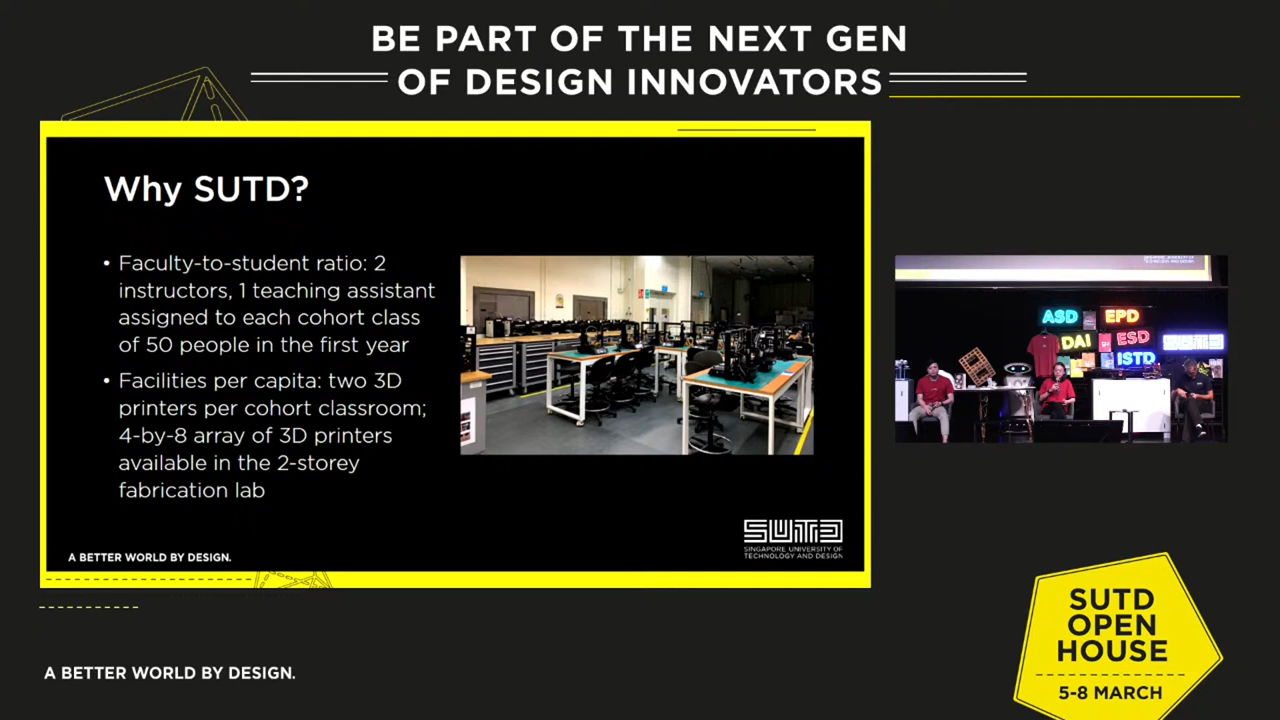 BE PART OF THE NEXT GEN
OF DESIGN INNOVATORS
Why SUTD?
• Faculty-to-student ratio: 2
instructors, 1 teaching assistant
assigned to each cohort class
of 50 people in the first year
• Facilities per capita: two 3D
printers per cohort classroom;
4-by-8 array of 3D printers
available in the 2-storey
fabrication lab
A BETTER WORLD BY DESIGN.
SUTD
SINGAPORE UNIVERSITY OF
TECHNOLOGY AND DESIGN
ASD
EPD
DAI
ESD
ISTD
SUTD
A BETTER WORLD BY DESIGN.
SUTD
OPEN
HOUSE
5-8 MARCH